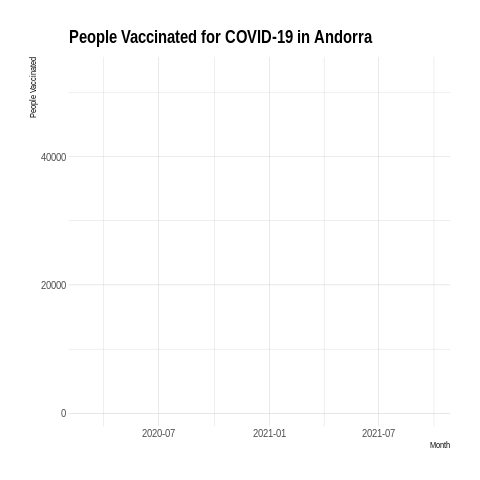 People Vaccinated for COVID-19 in Andorra
People Vaccinated
40000
20000
0
2020-07 2021-01 2021-07
Month